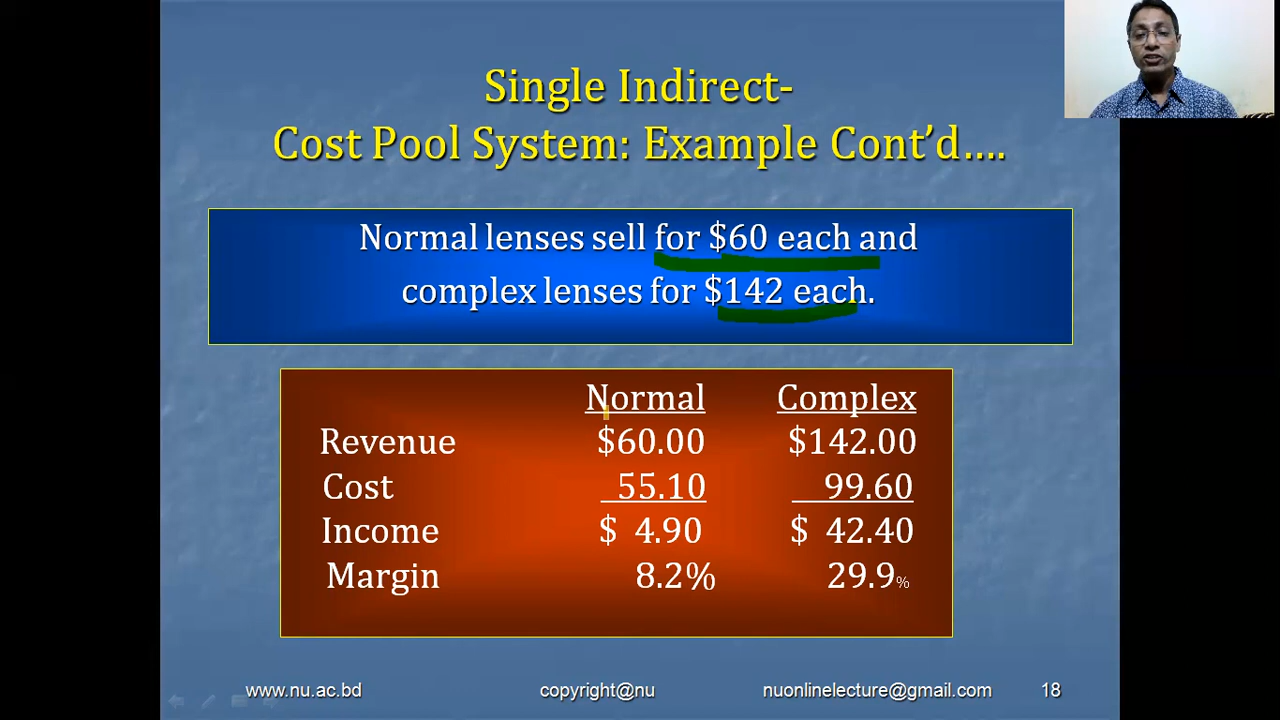 Single Indirect-
Cost Pool System: Example Cont’d….
Normal lenses sell for $60 each and
complex lenses for $142 each.
Normal Complex
Revenue $60.00 $142.00
Cost 55.10 99.60
Income $ 4.90 $ 42.40
Margin 8.2% 29.9%
www.nu.ac.bd copyright@nu nuonlinelecture@gmail.com 18